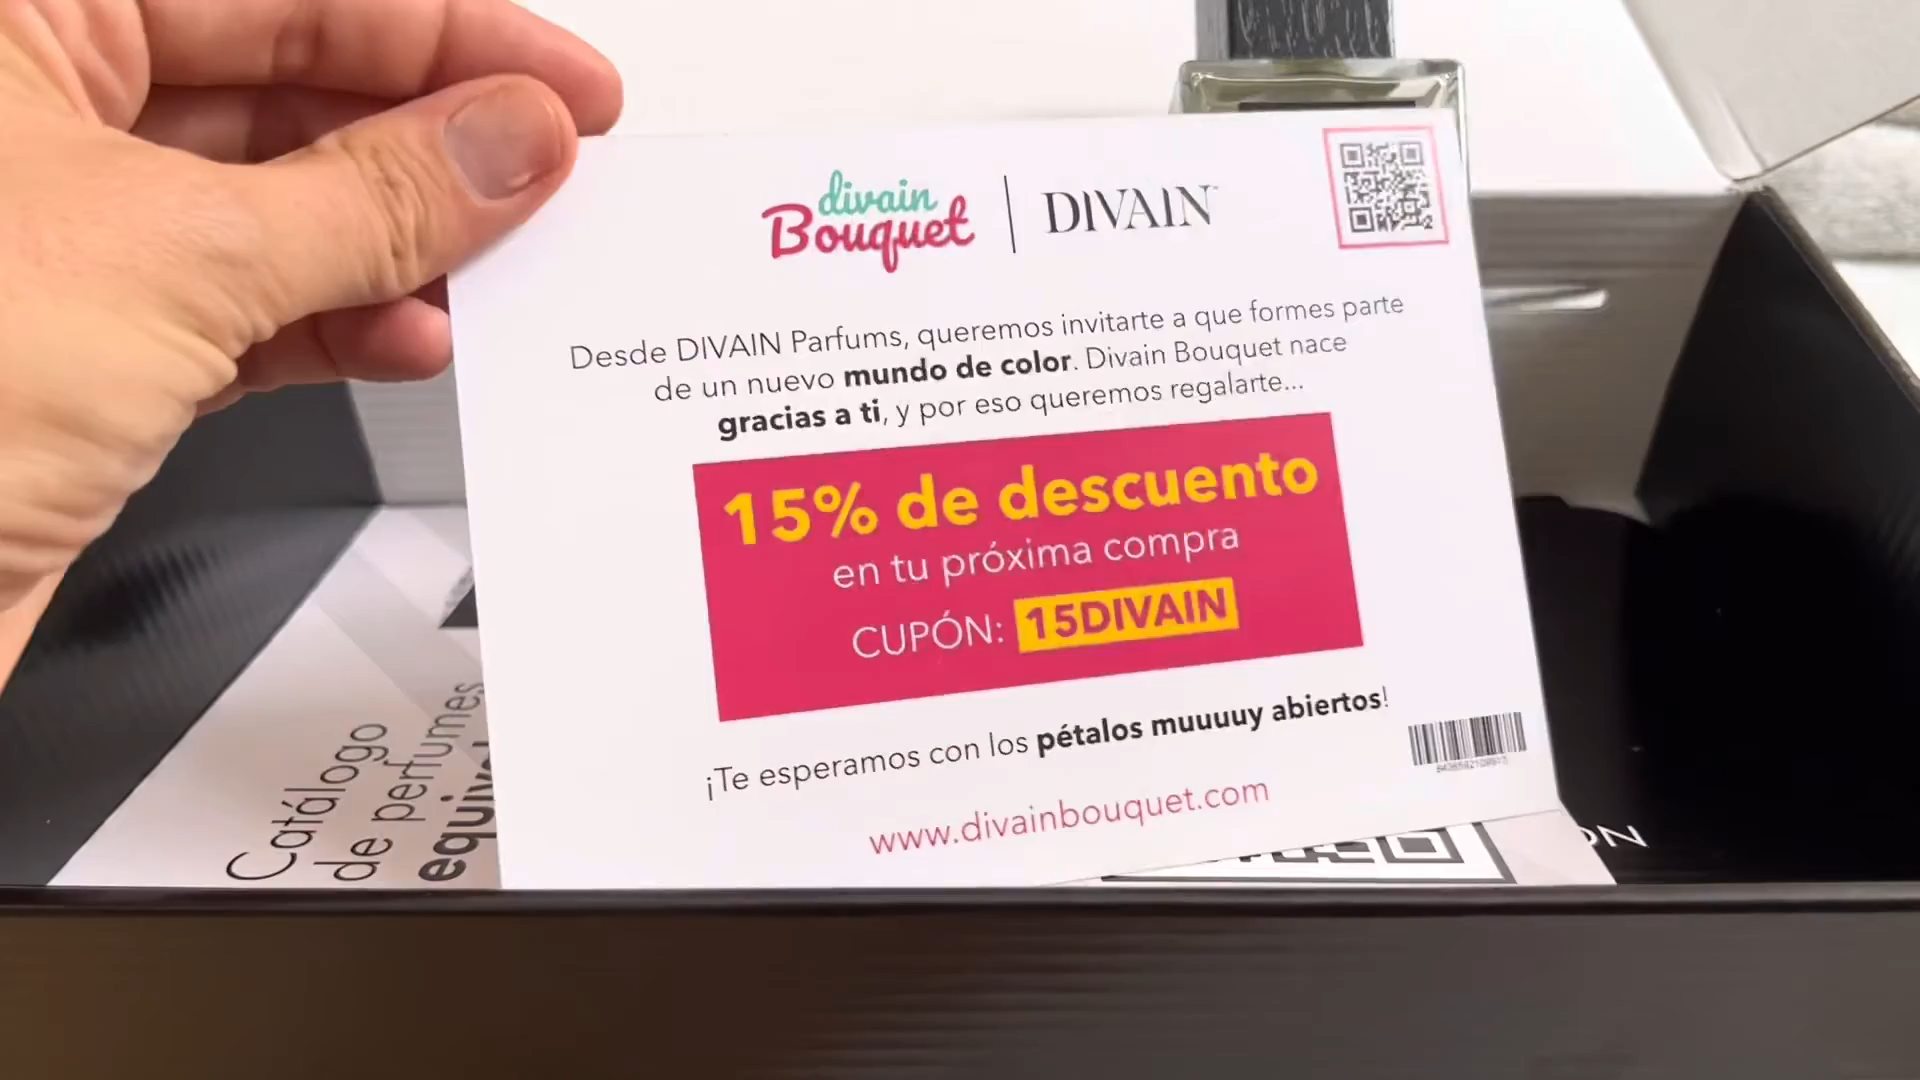 divain
Bouquet
DIVAIN
Desde DIVAIN Parfums, queremos invitarte a que formes parte
de un nuevo mundo de color. Divain Bouquet nace
gracias a ti, y por eso queremos regalarte...
15% de descuento
en tu próxima compra
CUPÓN: 15DIVAIN
¡Te esperamos con los pétalos muuuuy abiertos!
www.divainbouquet.com
Catálogo
de perfumes